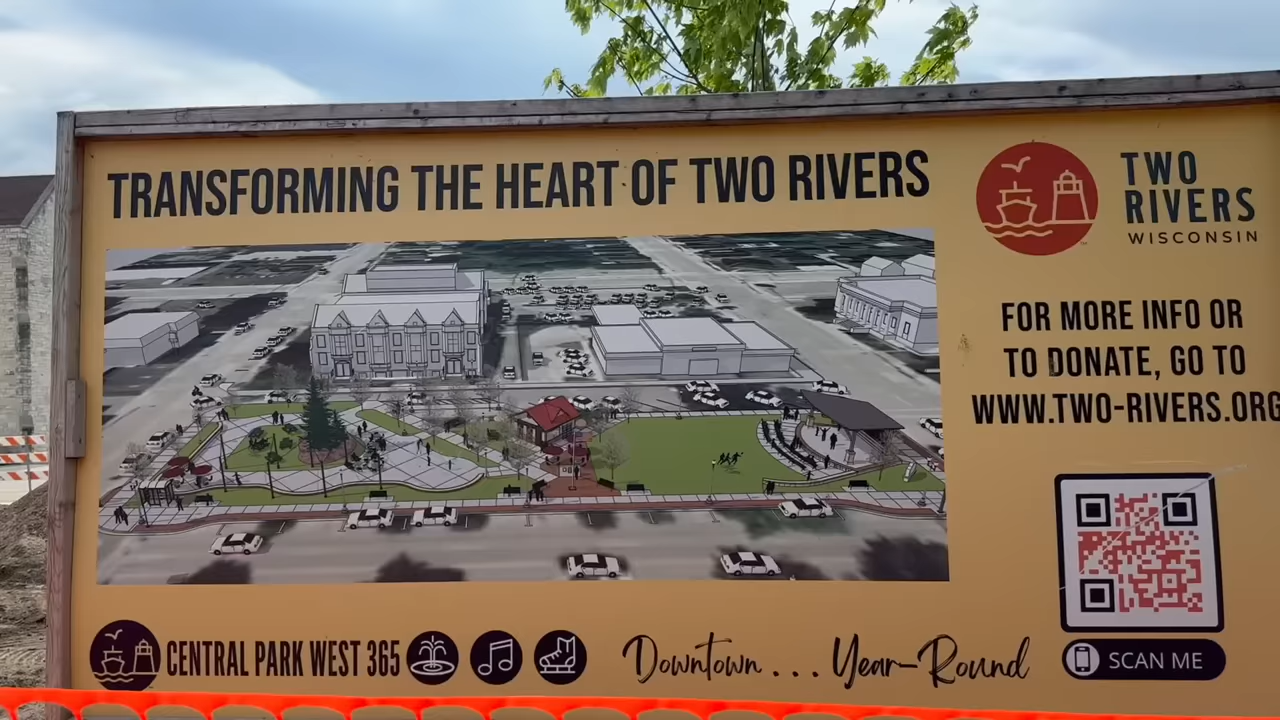 TRANSFORMING THE HEART OF TWO RIVERS
TWO
RIVERS
WISCONSIN
FOR MORE INFO OR
TO DONATE, GO TO
WWW.TWO-RIVERS.ORG
CENTRAL PARK WEST 365
Downtown... Year-Round
SCAN ME